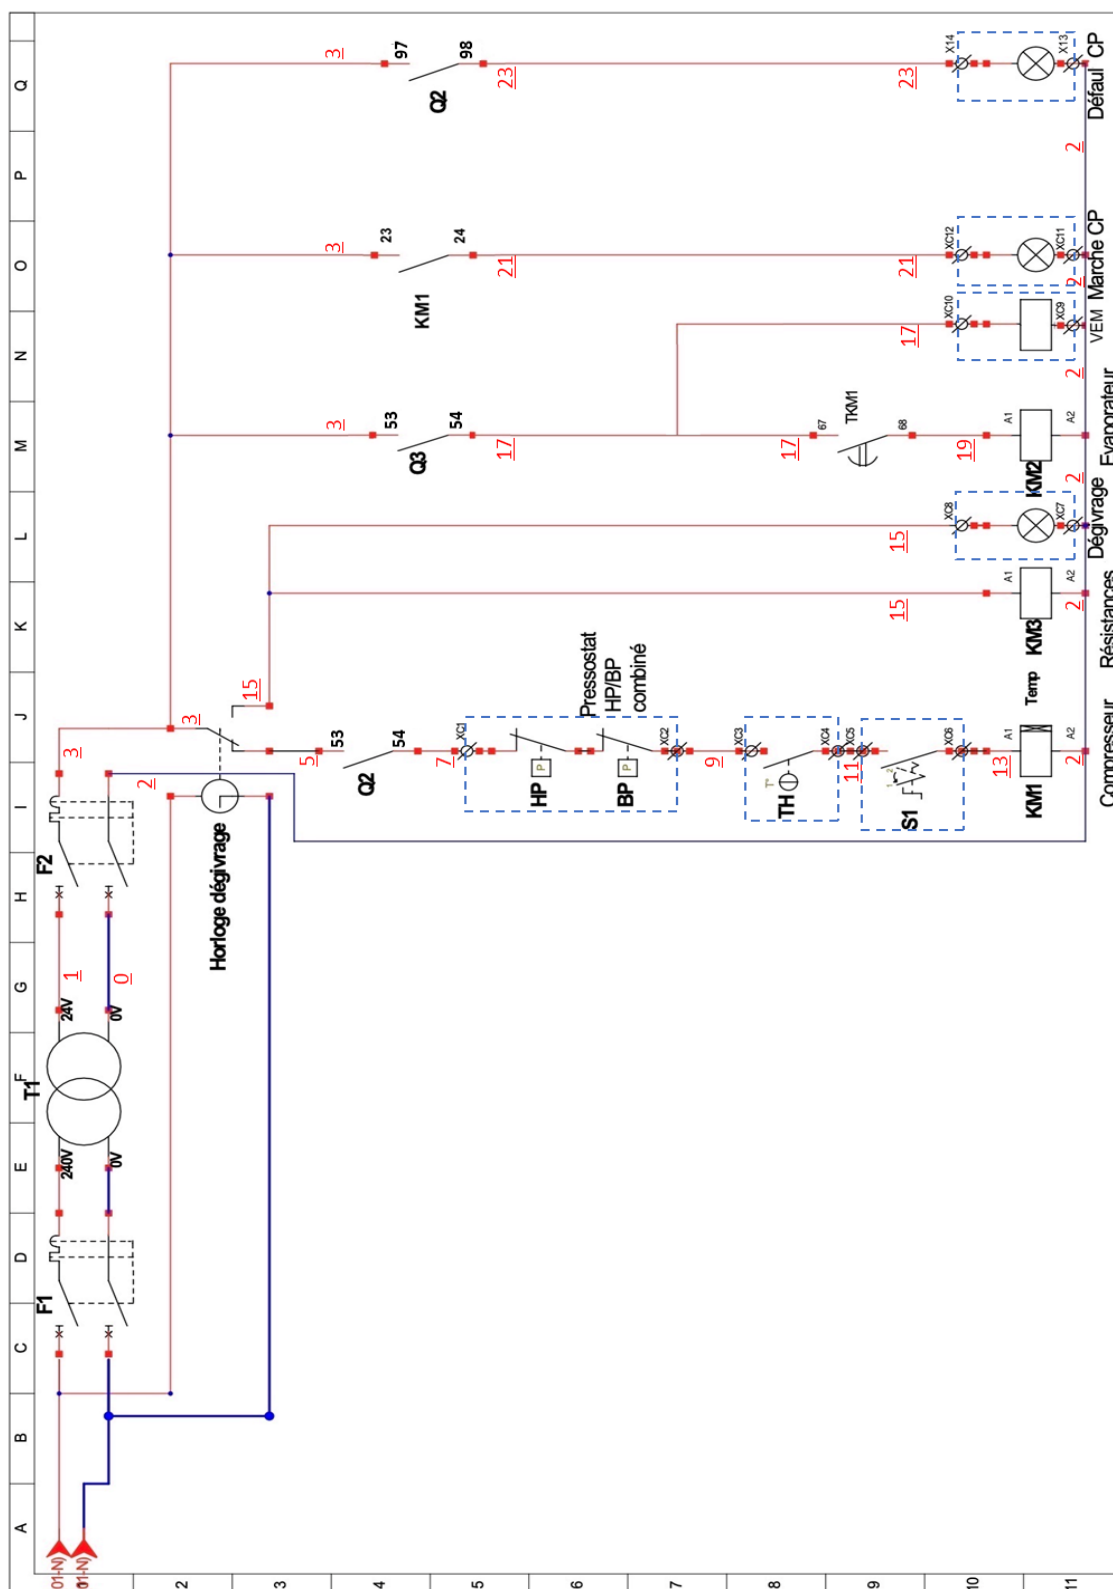 Q
P
O
N
M
L
K
J
I
H
G
F
E
D
C
B
A
2
3
4
5
6
7
8
9
10
11
01-N)
01-N)
F1
240V
0V
T1
24V
0V
1
0
F2
3
2
Horloge dégivrage
3
15
5
53
Q2
54
7
XC1
HP
P
BP
P
Pressostat
HP/BP
combiné
XC2
9
XC3
TH
T°
XC4
XC5
11
S1
1
2
XC6
13
Temp
A1
KM1
A2
2
Compresseur
15
A1
KM3
A2
2
Résistances
15
XC8
XC7
Dégivrage
3
53
Q3
54
17
17
67
TKM1
68
19
A1
KM2
A2
2
Evaporateur
17
XC10
XC9
2
VEM
3
23
KM1
24
21
21
XC12
XC11
2
Marche CP
3
97
Q2
98
23
23
X14
X13
2
Défaul CP